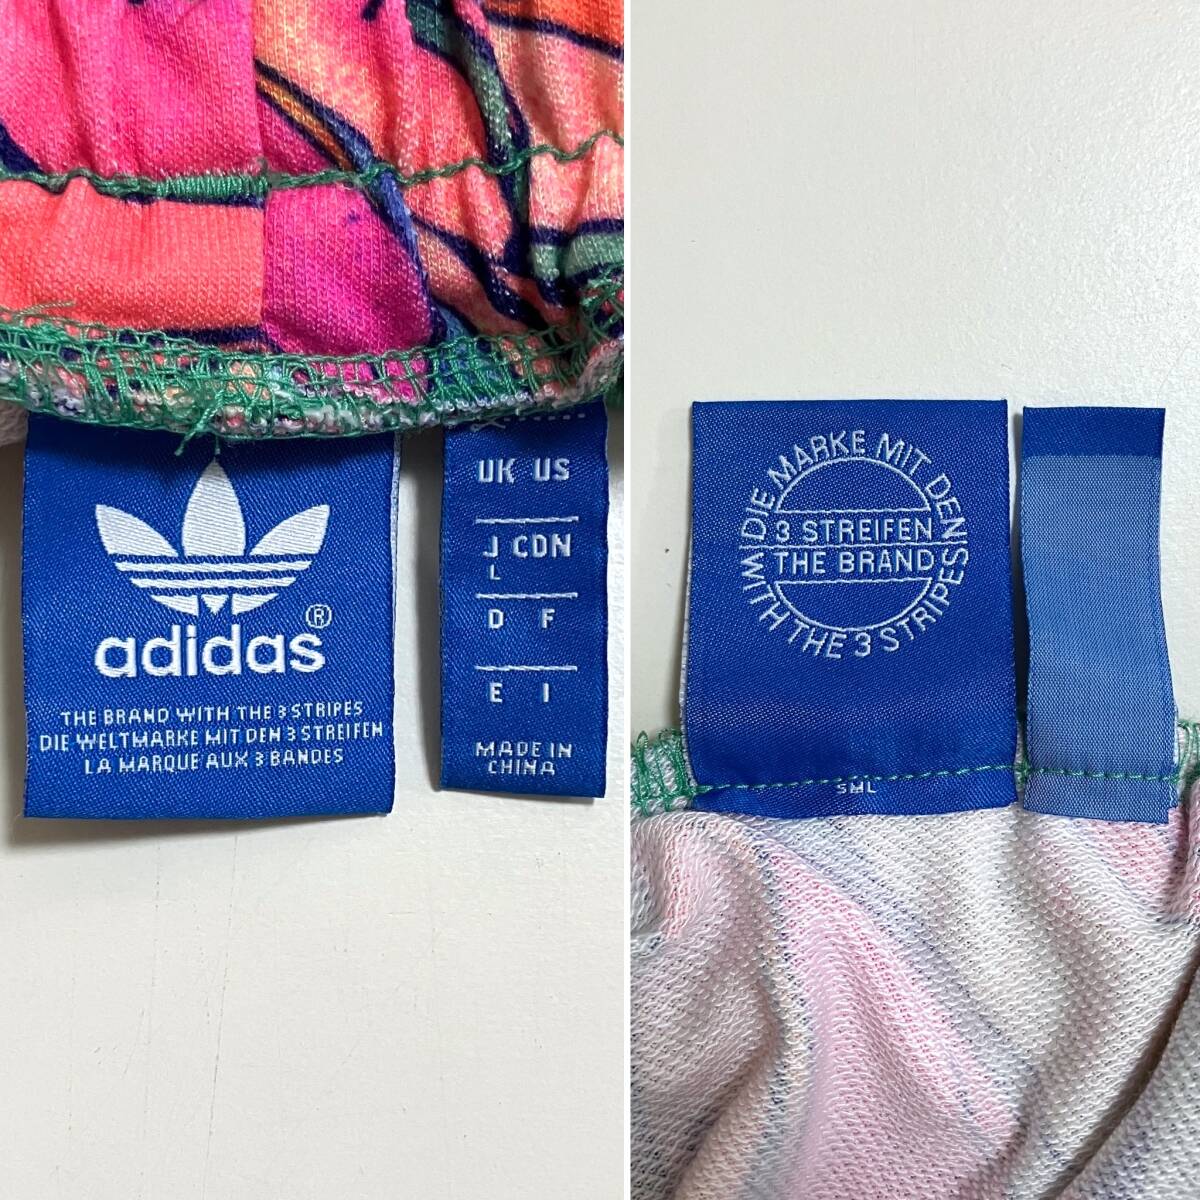 adidas®
THE BRAND WITH THE 3 STRIPES
DIE WELTMARKE MIT DEN 3 STREIFEN
LA MARQUE AUX 3 BANDES
UK US
J CDN
L
D F
E I
MADE IN
CHINA
DIE MARKE MIT DEN
3 STREIFEN
THE BRAND
WITH THE 3 STRIPES
SML